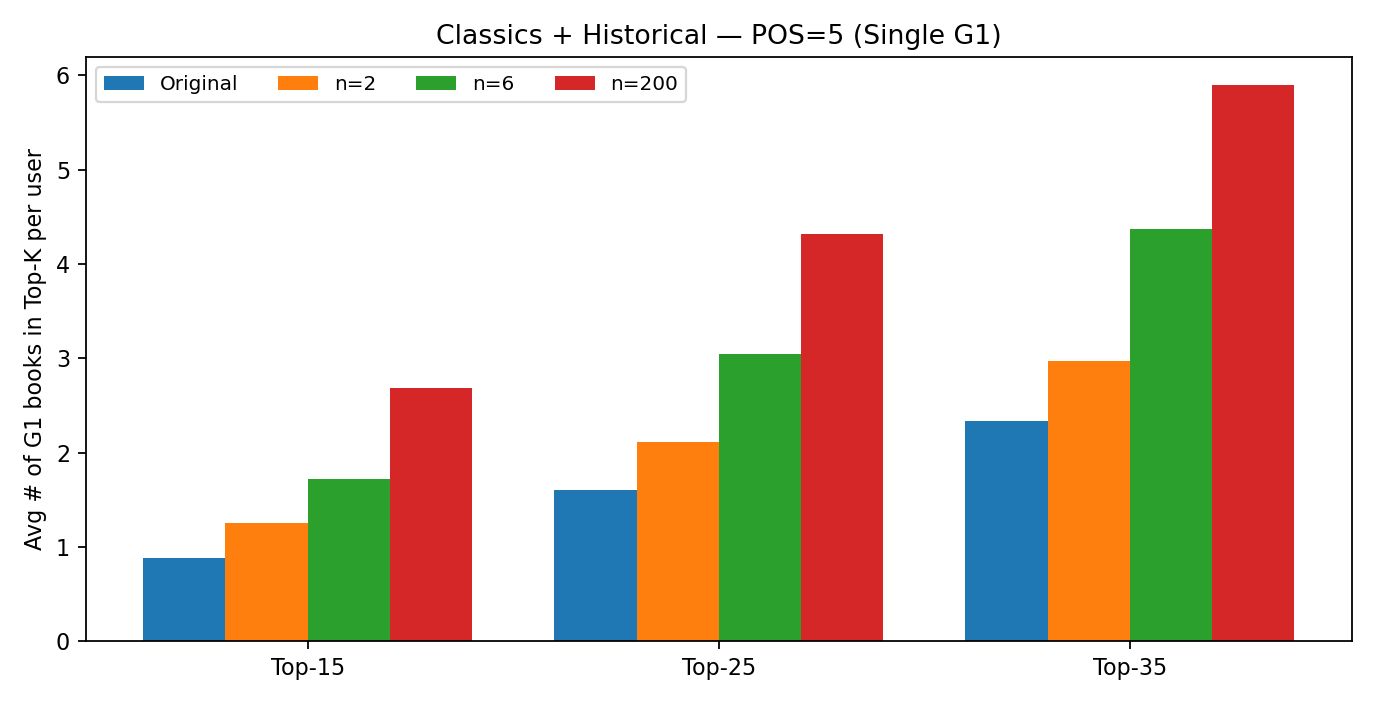 Classics + Historical — POS=5 (Single G1)
Original n=2 n=6 n=200
Avg # of G1 books in Top-K per user
6
5
4
3
2
1
0
Top-15 Top-25 Top-35